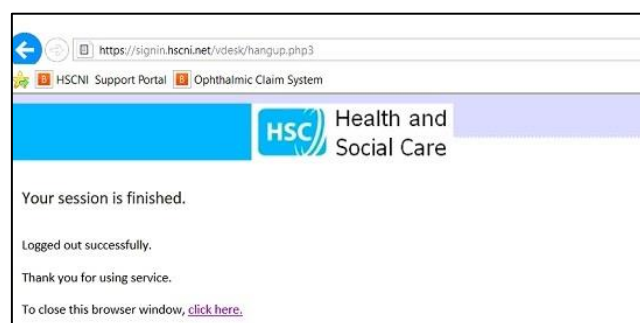 https://signin.hscni.net/vdesk/hangup.php3
HSCNI Support Portal Ophthalmic Claim System
HSC Health and
Social Care
Your session is finished.
Logged out successfully.
Thank you for using service.
To close this browser window, click here.